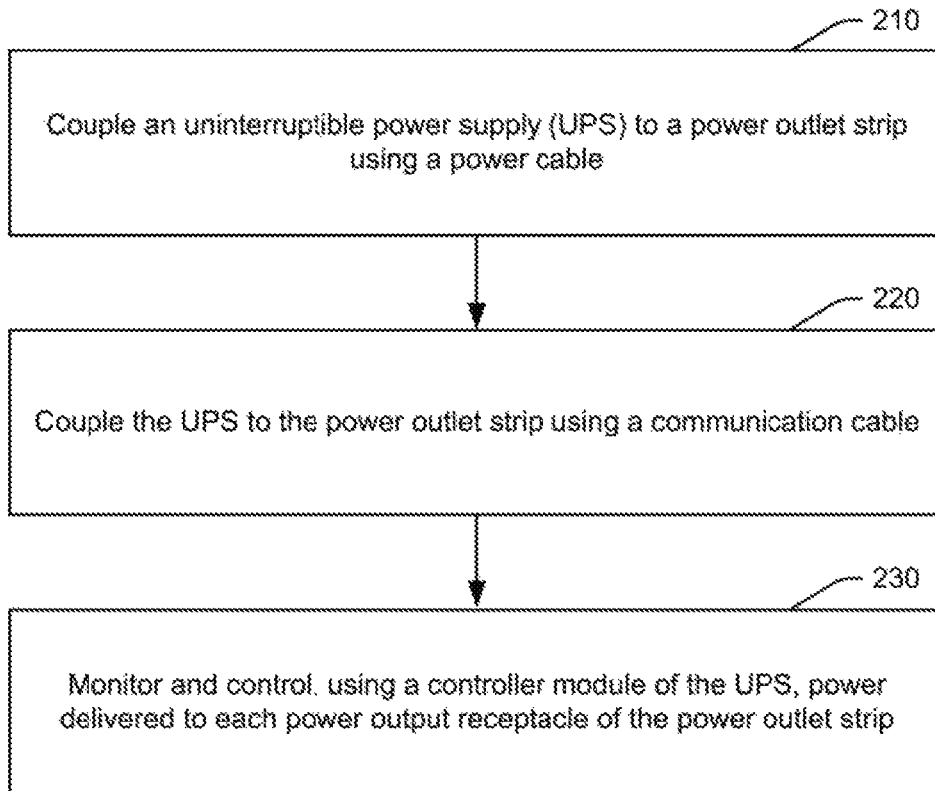 210
Couple an uninterruptible power supply (UPS) to a power outlet strip
using a power cable
220
Couple the UPS to the power outlet strip using a communication cable
230
Monitor and control, using a controller module of the UPS, power
delivered to each power output receptacle of the power outlet strip